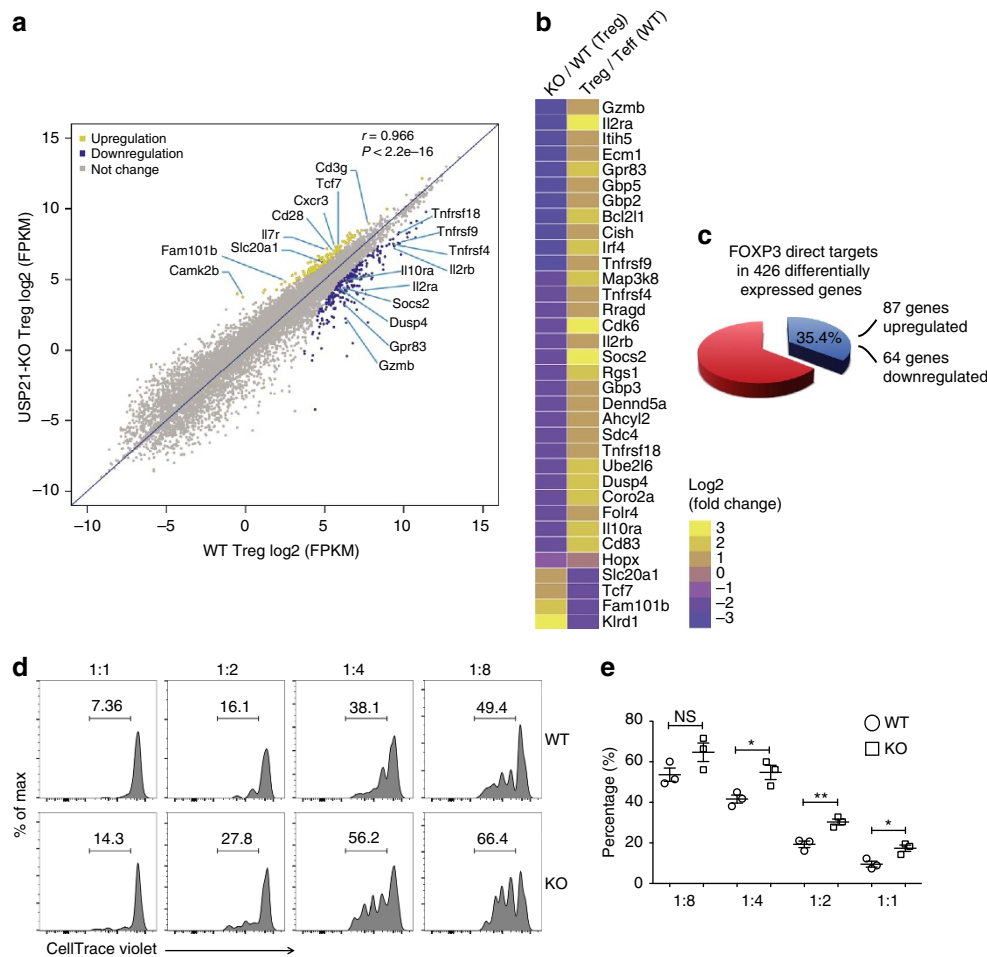 a
Upregulation
Downregulation
Not change
r = 0.966
P < 2.2e−16
Cd3g
Tcf7
Cxcr3
Cd28
Il7r
Slc20a1
Fam101b
Camk2b
Tnfrsf18
Tnfrsf9
Tnfrsf4
Il2rb
Il10ra
Il2ra
Socs2
Dusp4
Gpr83
Gzmb
USP21-KO Treg log2 (FPKM)
15
10
5
0
−5
−10
−10 −5 0 5 10 15
WT Treg log2 (FPKM)
b
KO / WT (Treg)
Treg / Teff (WT)
Gzmb
Il2ra
Itih5
Ecm1
Gpr83
Gbp5
Gbp2
Bcl2l1
Cish
Irf4
Tnfrsf9
Map3k8
Tnfrsf4
Rragd
Cdk6
Il2rb
Socs2
Rgs1
Gbp3
Dennd5a
Ahcyl2
Sdc4
Tnfrsf18
Ube2l6
Dusp4
Coro2a
Folr4
Il10ra
Cd83
Hopx
Slc20a1
Tcf7
Fam101b
Klrd1
Log2
(fold change)
3
2
1
0
−1
−2
−3
c
FOXP3 direct targets
in 426 differentially
expressed genes
35.4%
87 genes
upregulated
64 genes
downregulated
d
1:1 1:2 1:4 1:8
7.36 16.1 38.1 49.4
WT
14.3 27.8 56.2 66.4
KO
% of max
CellTrace violet
e
WT
KO
NS * ** *
Percentage (%)
80
60
40
20
0
1:8 1:4 1:2 1:1